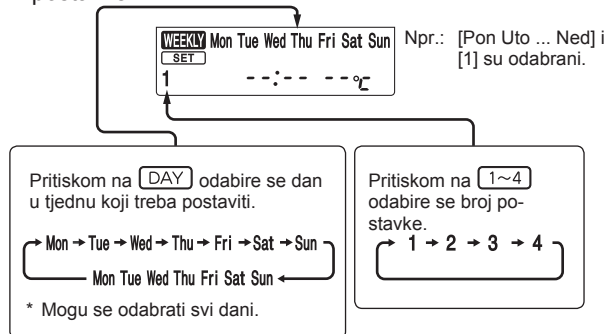 WEEKLY Mon Tue Wed Thu Fri Sat Sun
SET
1 --:-- --°C
Npr.: [Pon Uto ... Ned] i
[1] su odabrani.
Pritiskom na DAY odabire se dan
u tjednu koji treba postaviti.
Mon → Tue → Wed → Thu → Fri → Sat → Sun
Mon Tue Wed Thu Fri Sat Sun
* Mogu se odabrati svi dani.
Pritiskom na 1~4
odabire se broj po-
stavke.
1 → 2 → 3 → 4